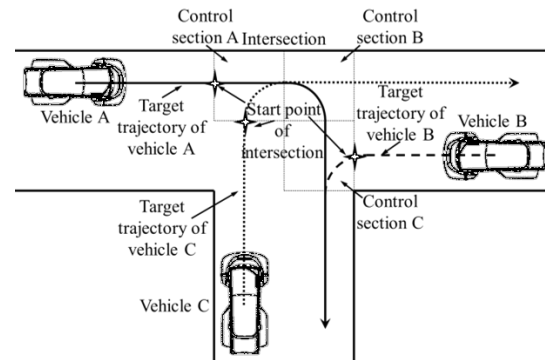 Control
section A
Intersection
Control
section B
Vehicle A
Target
trajectory of
vehicle A
Start point
of
intersection
Target
trajectory of
vehicle B
Vehicle B
Target
trajectory of
vehicle C
Control
section C
Vehicle C